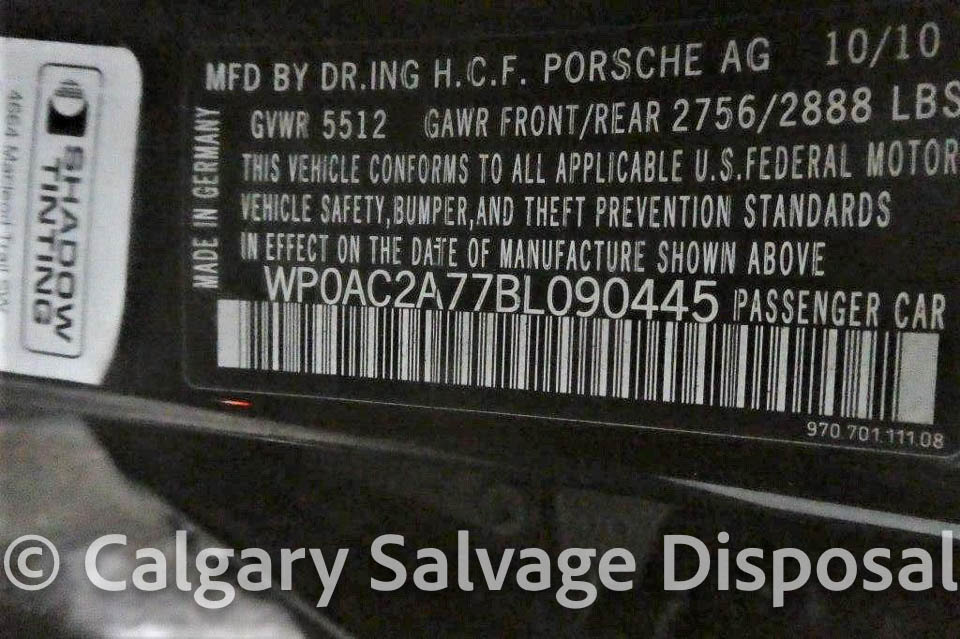 MFD BY DR.ING H.C.F. PORSCHE AG 10/10
GVWR 5512 GAWR FRONT/REAR 2756/2888 LBS
THIS VEHICLE CONFORMS TO ALL APPLICABLE U.S.FEDERAL MOTOR
VEHICLE SAFETY,BUMPER,AND THEFT PREVENTION STANDARDS
IN EFFECT ON THE DATE OF MANUFACTURE SHOWN ABOVE
WP0AC2A77BL090445 PASSENGER CAR
970.701.111.08
MADE IN GERMANY
SHADOW
TINTING
© Calgary Salvage Disposal